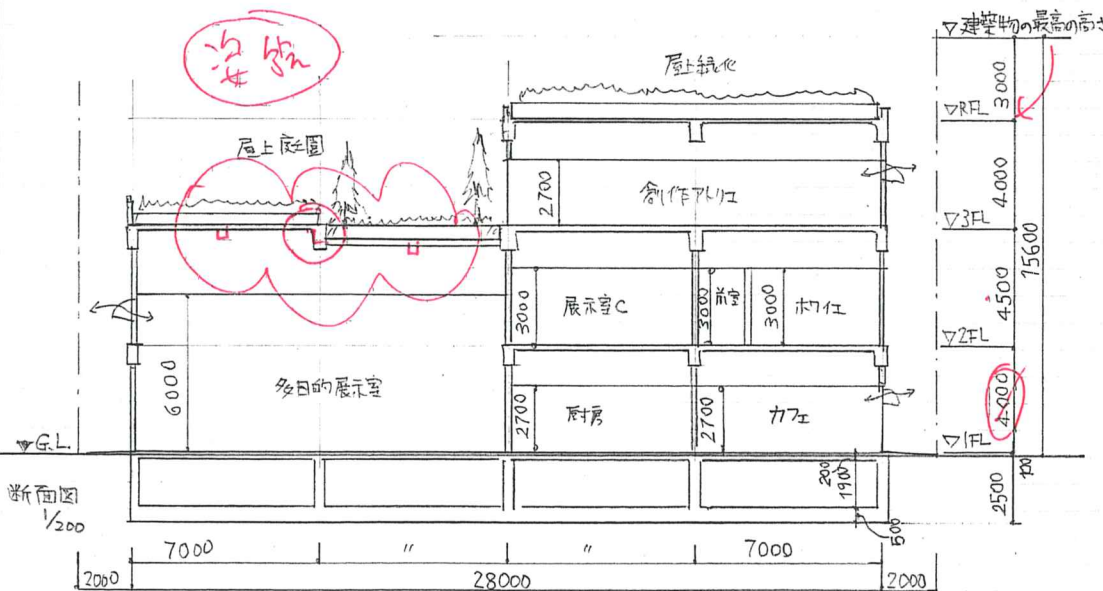 ▽建築物の最高の高さ
姿勢
屋上緑化
3000
▽RFL
屋上庭園
2700
創作アトリエ
4000
▽3FL
15600
3000
展示室C
3000
前室
3000
ホワイエ
4500
▽2FL
6000
多目的展示室
2700
厨房
2700
カフェ
4000
▼G.L.
▽1FL
100
断面図
1/200
200
1900
500
2500
7000
〃
〃
7000
2000
28000
2000